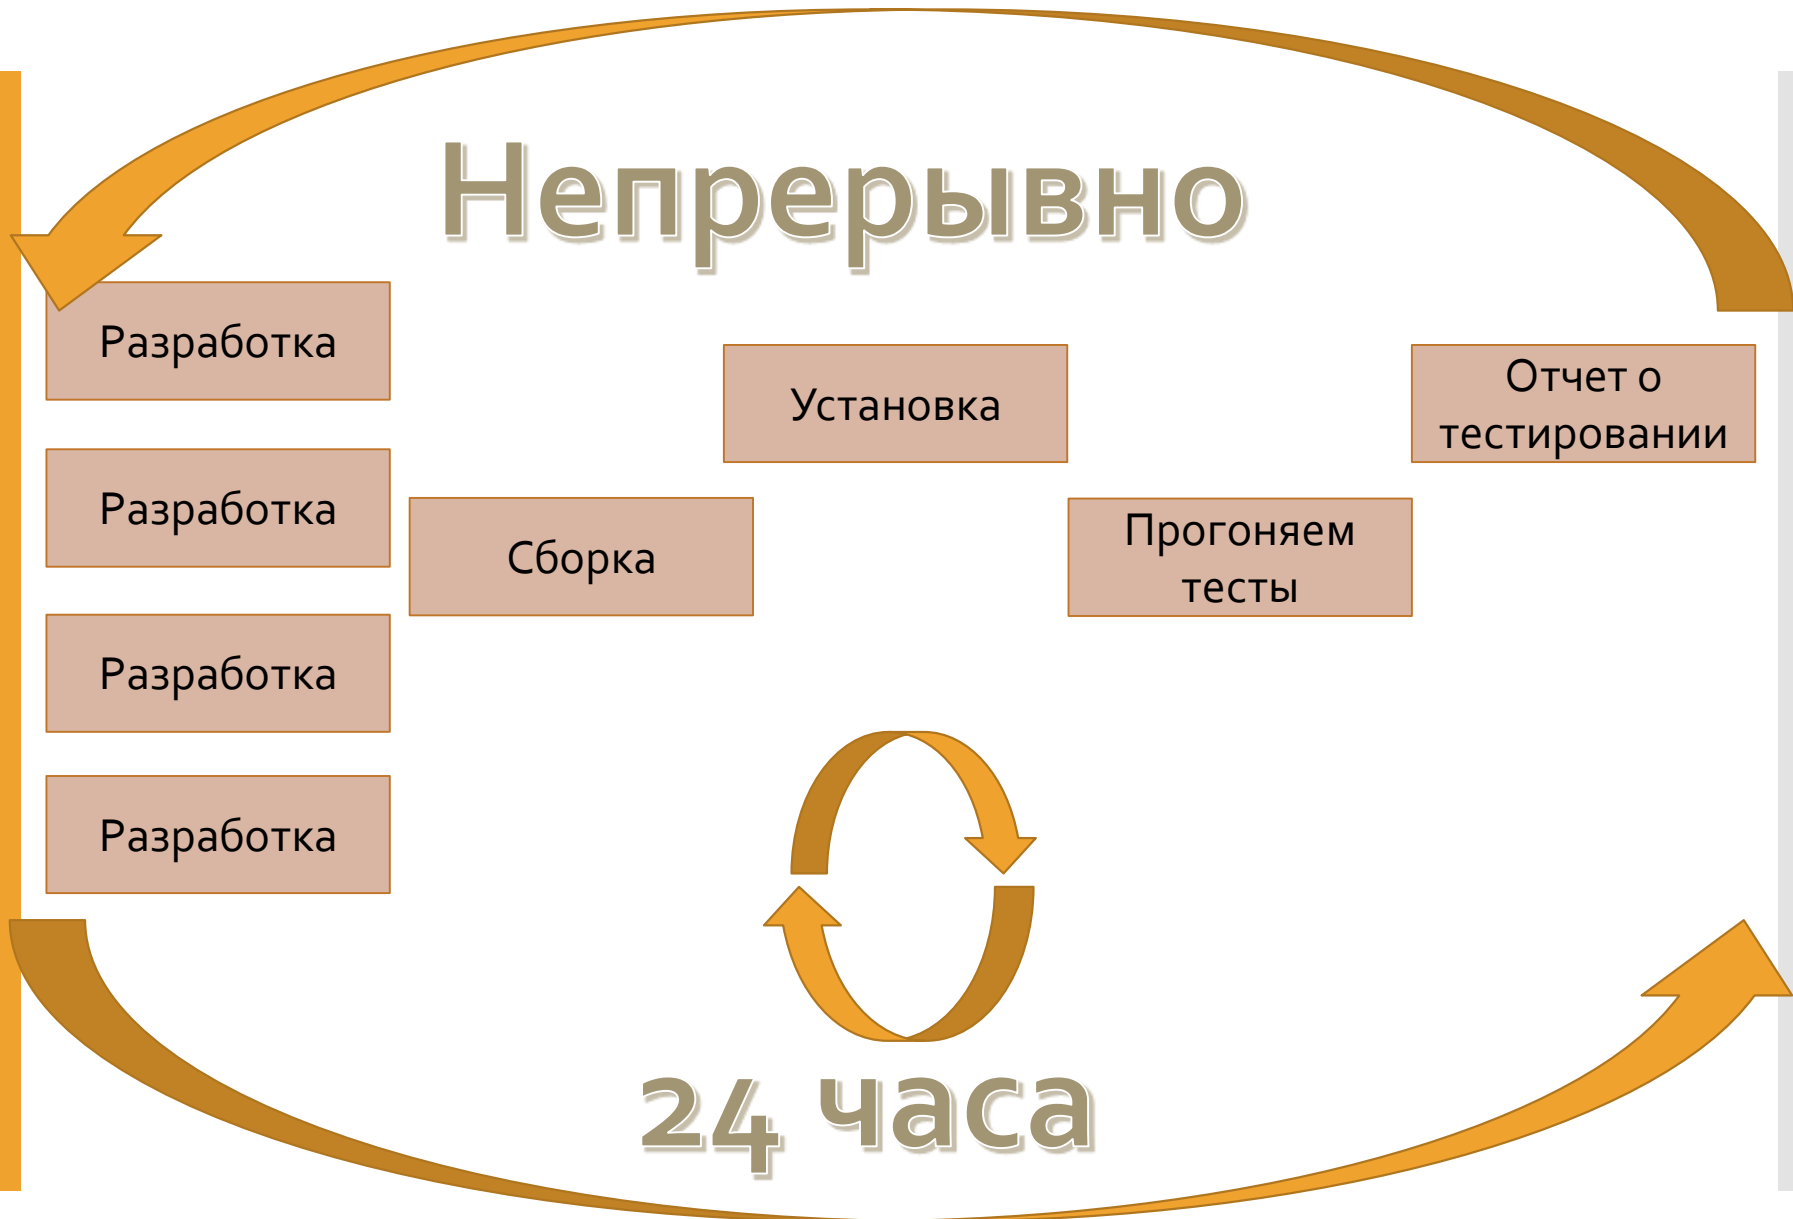 Непрерывно
Разработка
Установка
Отчет о
тестировании
Разработка
Сборка
Прогоняем
тесты
Разработка
Разработка
24 часа